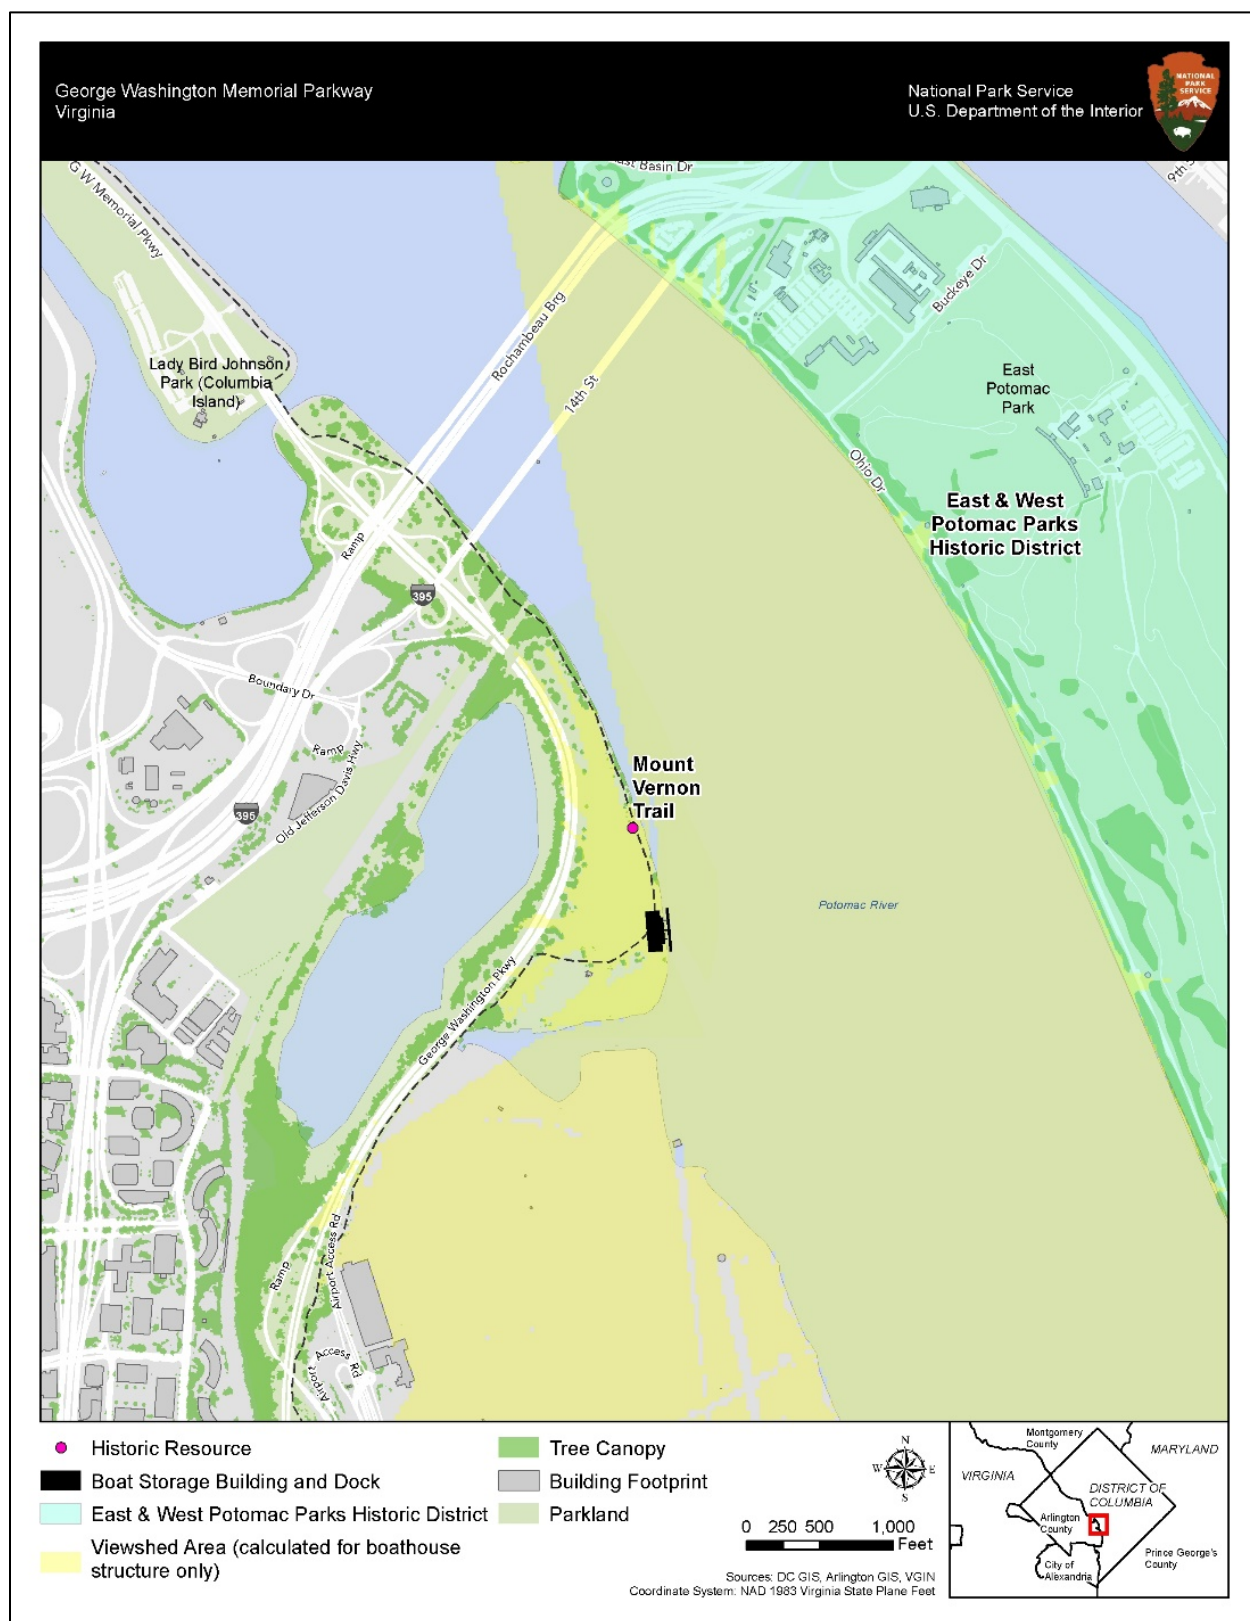 George Washington Memorial Parkway
Virginia
National Park Service
U.S. Department of the Interior
NATIONAL
PARK
SERVICE
G W Memorial Pkwy
Basin Dr
Lady Bird Johnson
Park (Columbia
Island)
Rochambeau Brg
14th St
Buckeye Dr
East
Potomac
Park
Ohio Dr
East & West
Potomac Parks
Historic District
Ramp
395
Boundary Dr
Ramp
Old Jefferson Davis Hwy
395
Mount
Vernon
Trail
Potomac River
George Washington Pkwy
Ramp
Airport Access Rd
Airport Access Rd
Historic Resource
Boat Storage Building and Dock
East & West Potomac Parks Historic District
Viewshed Area (calculated for boathouse
structure only)
Tree Canopy
Building Footprint
Parkland
N
W E
S
0 250 500 1,000
Feet
Sources: DC GIS, Arlington GIS, VGIN
Coordinate System: NAD 1983 Virginia State Plane Feet
Montgomery
County
MARYLAND
VIRGINIA
DISTRICT OF
COLUMBIA
Arlington
County
City of
Alexandria
Prince George's
County